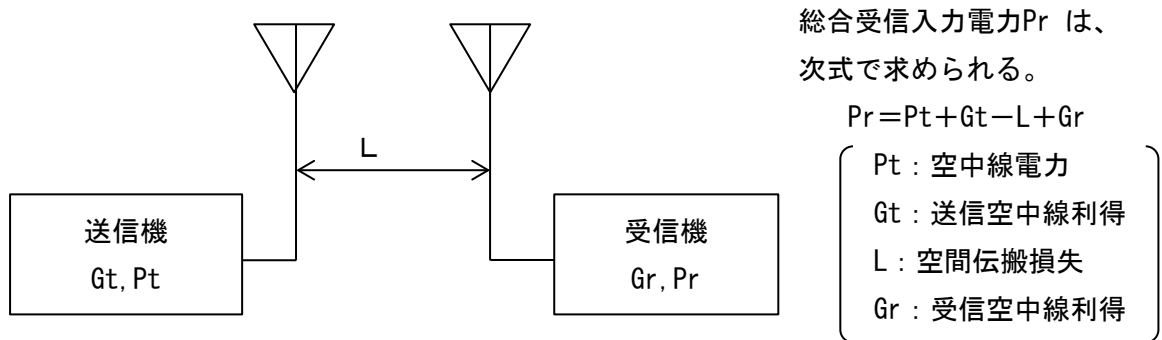 総合受信入力電力Pr は、
次式で求められる。
Pr=Pt+Gt-L+Gr
Pt:空中線電力
Gt:送信空中線利得
L:空間伝搬損失
Gr:受信空中線利得
L
送信機
Gt,Pt
受信機
Gr,Pr